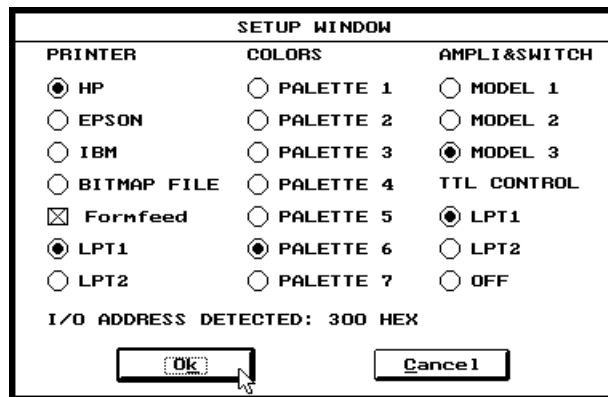 SETUP WINDOW
PRINTER COLORS AMPLI&SWITCH
HP PALETTE 1 MODEL 1
EPSON PALETTE 2 MODEL 2
IBM PALETTE 3 MODEL 3
BITMAP FILE PALETTE 4 TTL CONTROL
Formfeed PALETTE 5 LPT1
LPT1 PALETTE 6 LPT2
LPT2 PALETTE 7 OFF
I/O ADDRESS DETECTED: 300 HEX
Ok Cancel